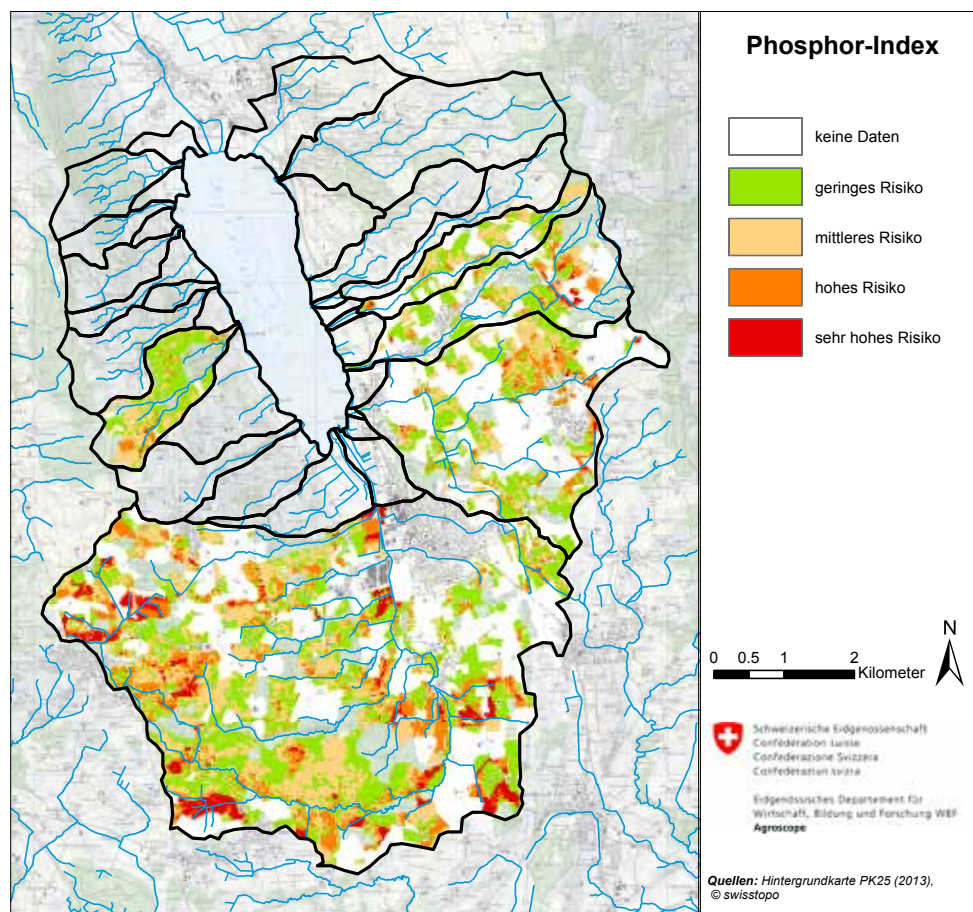 Phosphor-Index
keine Daten
geringes Risiko
mittleres Risiko
hohes Risiko
sehr hohes Risiko
N
0 0.5 1 2
Kilometer
Schweizerische Eidgenossenschaft
Confédération suisse
Confederazione Svizzera
Confederaziun svizra
Eidgenössisches Departement für
Wirtschaft, Bildung und Forschung WBF
Agroscope
Quellen: Hintergrundkarte PK25 (2013),
© swisstopo